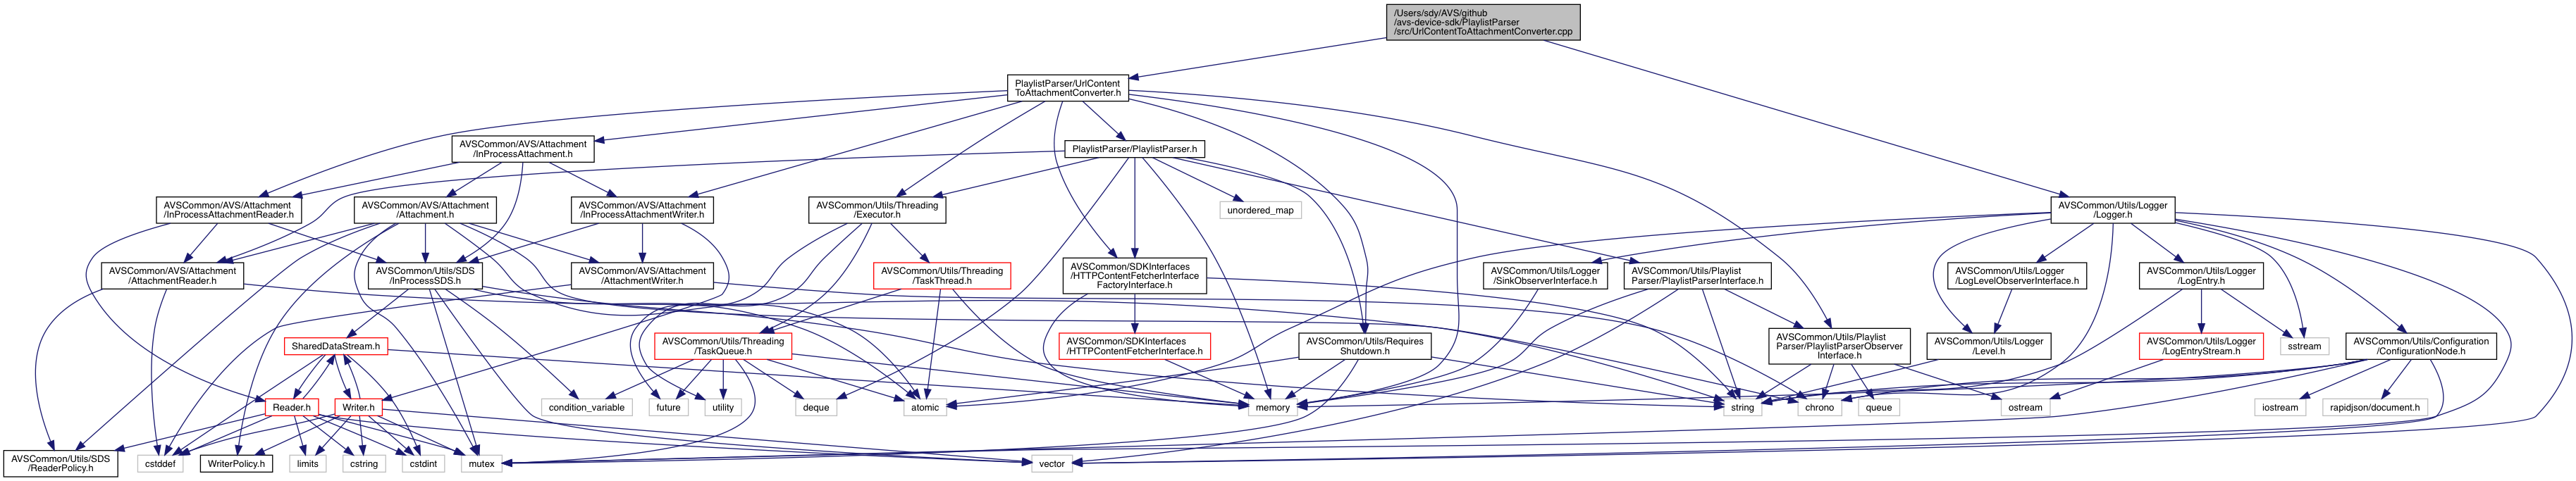 /Users/sdy/AVS/github
/avs-device-sdk/PlaylistParser
/src/UrlContentToAttachmentConverter.cpp
PlaylistParser/UrlContent
ToAttachmentConverter.h
AVSCommon/AVS/Attachment
/InProcessAttachment.h
PlaylistParser/PlaylistParser.h
AVSCommon/AVS/Attachment
/InProcessAttachmentReader.h
AVSCommon/AVS/Attachment
/Attachment.h
AVSCommon/AVS/Attachment
/InProcessAttachmentWriter.h
AVSCommon/Utils/Threading
/Executor.h
unordered_map
AVSCommon/Utils/Logger
/Logger.h
AVSCommon/AVS/Attachment
/AttachmentReader.h
AVSCommon/Utils/SDS
/InProcessSDS.h
AVSCommon/AVS/Attachment
/AttachmentWriter.h
AVSCommon/Utils/Threading
/TaskThread.h
AVSCommon/SDKInterfaces
/HTTPContentFetcherInterface
FactoryInterface.h
AVSCommon/Utils/Logger
/SinkObserverInterface.h
AVSCommon/Utils/Playlist
Parser/PlaylistParserInterface.h
AVSCommon/Utils/Logger
/LogLevelObserverInterface.h
AVSCommon/Utils/Logger
/LogEntry.h
SharedDataStream.h
AVSCommon/Utils/Threading
/TaskQueue.h
AVSCommon/SDKInterfaces
/HTTPContentFetcherInterface.h
AVSCommon/Utils/Requires
Shutdown.h
AVSCommon/Utils/Playlist
Parser/PlaylistParserObserver
Interface.h
AVSCommon/Utils/Logger
/Level.h
AVSCommon/Utils/Logger
/LogEntryStream.h
sstream
AVSCommon/Utils/Configuration
/ConfigurationNode.h
Reader.h
Writer.h
condition_variable
future
utility
deque
atomic
memory
string
chrono
queue
ostream
iostream
rapidjson/document.h
AVSCommon/Utils/SDS
/ReaderPolicy.h
cstddef
WriterPolicy.h
limits
cstring
cstdint
mutex
vector